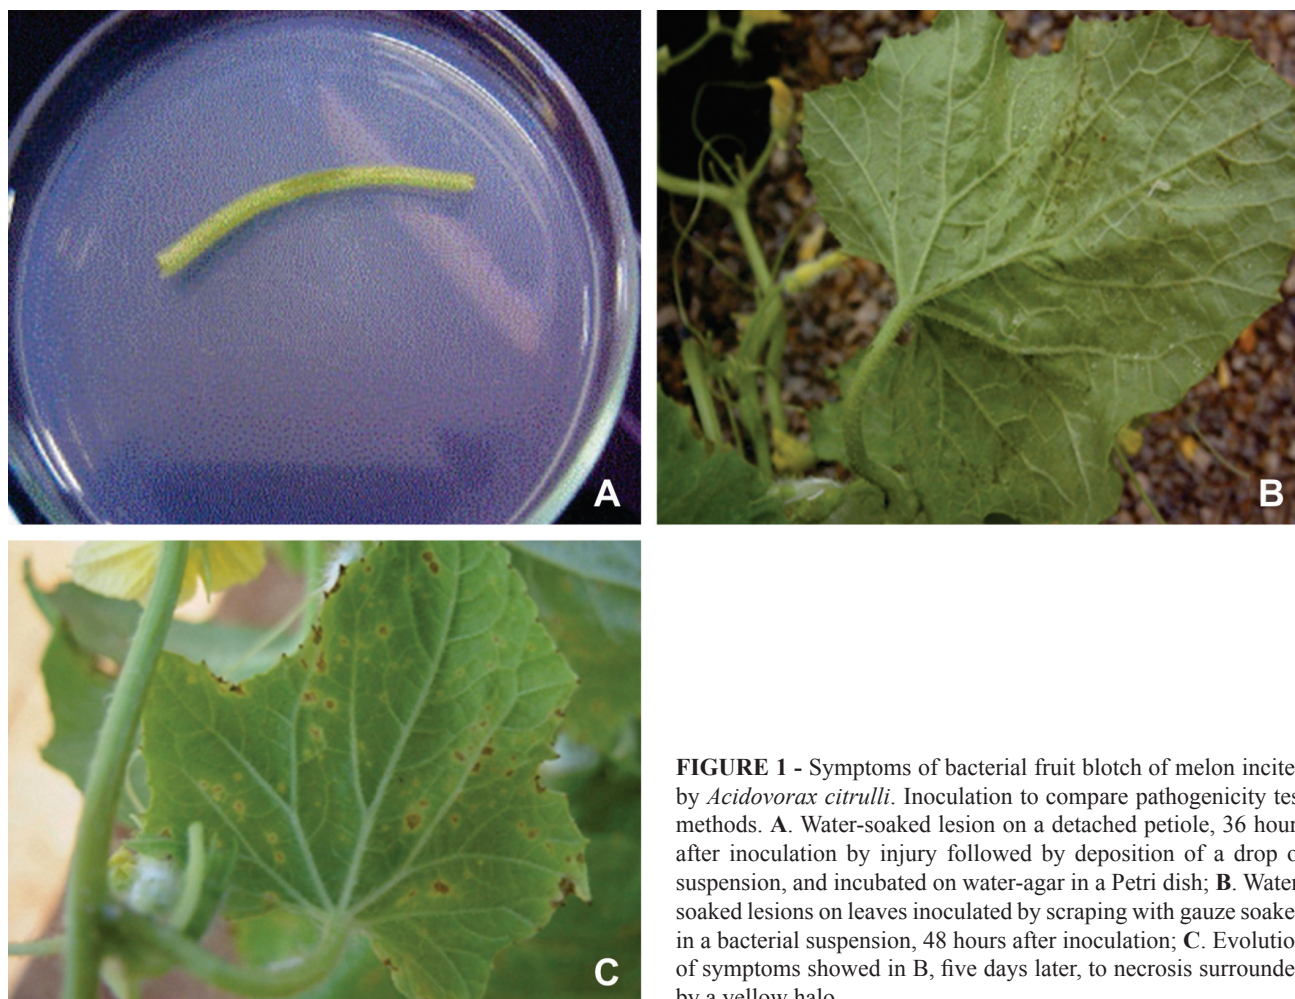 A
B
C
FIGURE 1 - Symptoms of bacterial fruit blotch of melon incite
by Acidovorax citrulli. Inoculation to compare pathogenicity tes
methods. A. Water-soaked lesion on a detached petiole, 36 hour
after inoculation by injury followed by deposition of a drop o
suspension, and incubated on water-agar in a Petri dish; B. Water
soaked lesions on leaves inoculated by scraping with gauze soake
in a bacterial suspension, 48 hours after inoculation; C. Evolutio
of symptoms showed in B, five days later, to necrosis surrounde
by a yellow halo